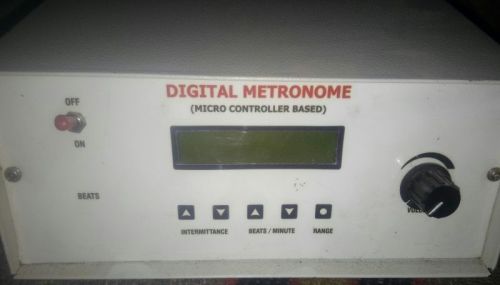 DIGITAL METRONOME
(MICRO CONTROLLER BASED)
OFF
ON
BEATS
INTERMITTANCE BEATS / MINUTE RANGE